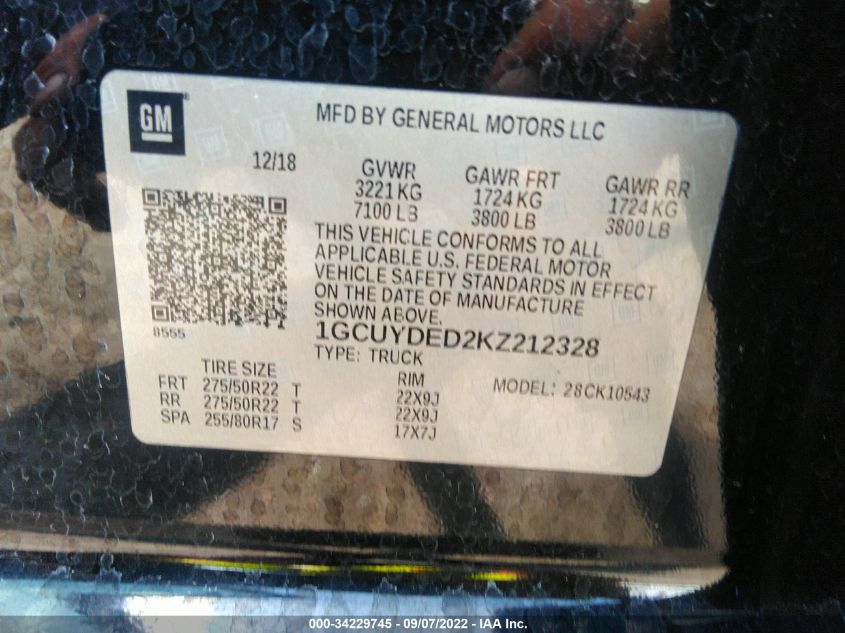 GM
MFD BY GENERAL MOTORS LLC
12/18
GVWR
3221 KG
7100 LB
GAWR FRT
1724 KG
3800 LB
GAWR RR
1724 KG
3800 LB
THIS VEHICLE CONFORMS TO ALL
APPLICABLE U.S. FEDERAL MOTOR
VEHICLE SAFETY STANDARDS IN EFFECT
ON THE DATE OF MANUFACTURE
SHOWN ABOVE.
8555
1GCUYDED2KZ212328
TYPE: TRUCK
TIRE SIZE
RIM
MODEL: 28CK10543
FRT 275/50R22 T 22X9J
RR 275/50R22 T 22X9J
SPA 255/80R17 S 17X7J
000-34229745 - 09/07/2022 - IAA Inc.